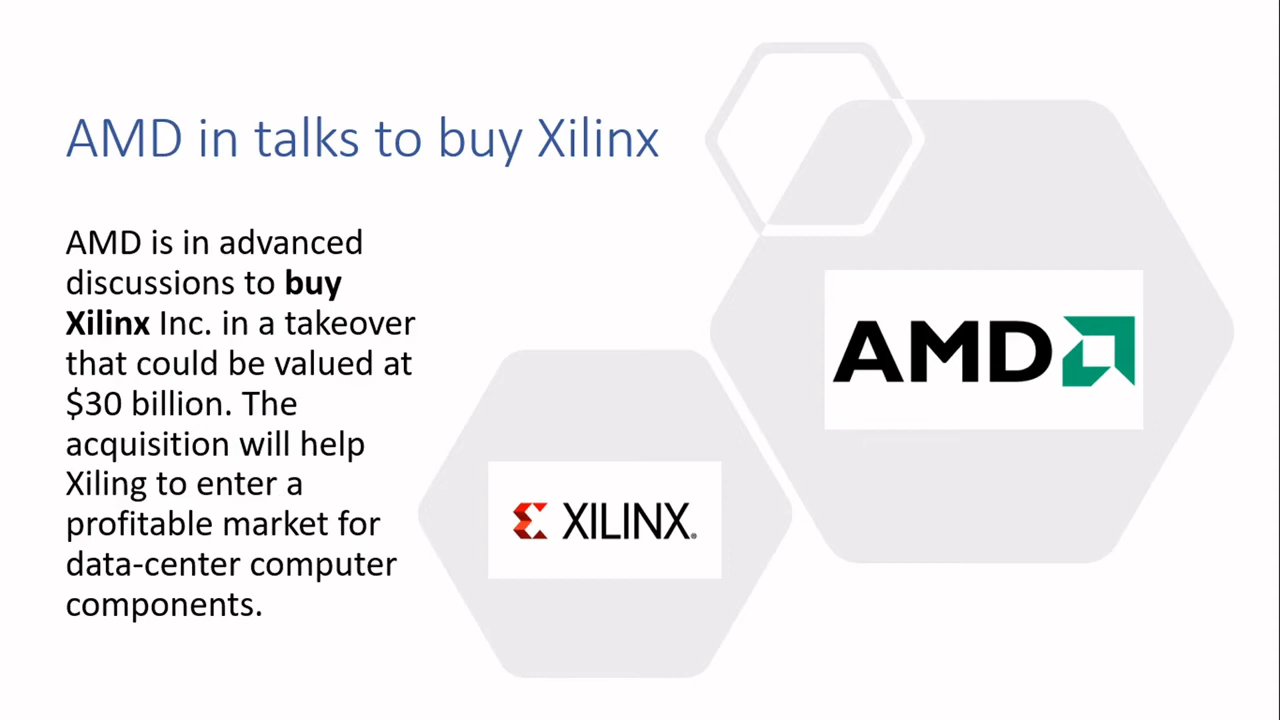 AMD in talks to buy Xilinx
AMD is in advanced
discussions to buy
Xilinx Inc. in a takeover
that could be valued at
$30 billion. The
acquisition will help
Xiling to enter a
profitable market for
data-center computer
components.
AMD
XILINX.